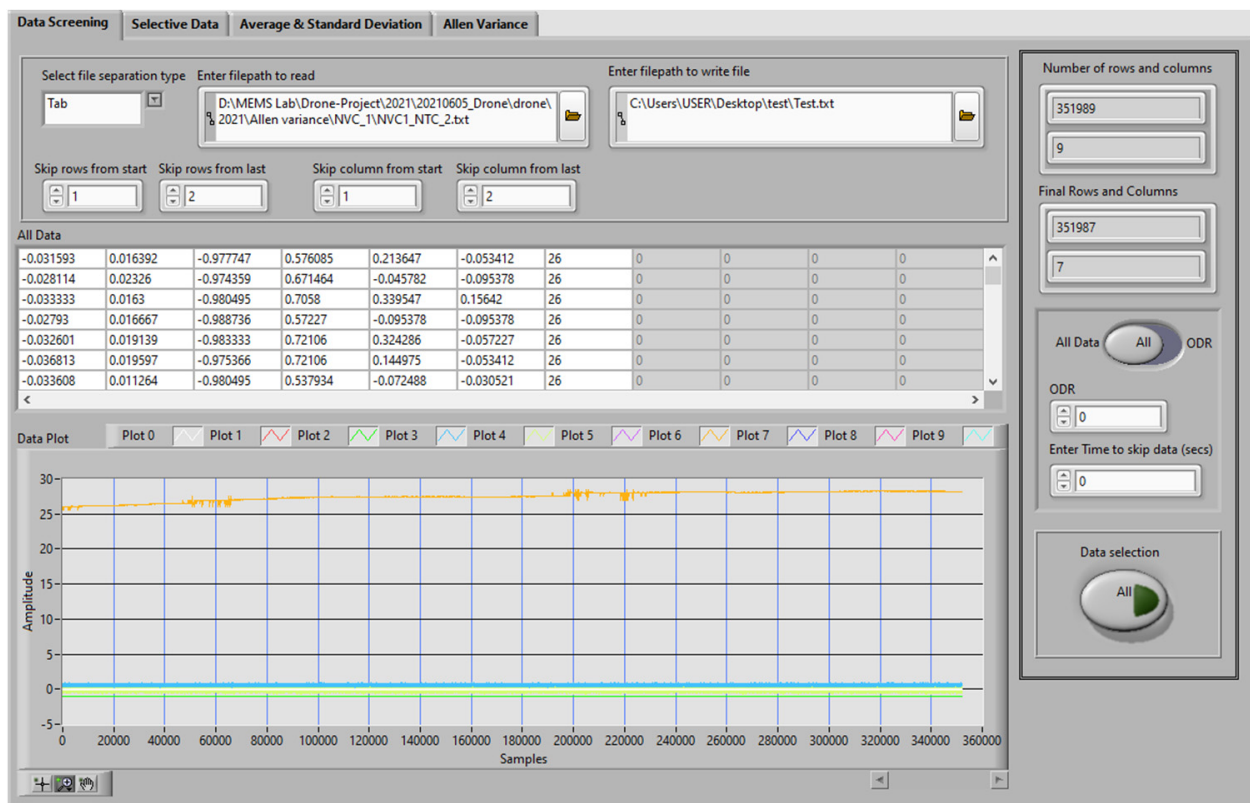 Data Screening Selective Data Average & Standard Deviation Allen Variance
Select file separation type Enter filepath to read Enter filepath to write file
Tab
D:\MEMS Lab\Drone-Project\2021\20210605_Drone\drone\
2021\Allen variance\NVC_1\NVC1_NTC_2.txt
C:\Users\USER\Desktop\test\Test.txt
Skip rows from start Skip rows from last Skip column from start Skip column from last
1 2 1 2
All Data
-0.031593 0.016392 -0.977747 0.576085 0.213647 -0.053412 26 0 0 0 0
-0.028114 0.02326 -0.974359 0.671464 -0.045782 -0.095378 26 0 0 0 0
-0.033333 0.0163 -0.980495 0.7058 0.339547 0.15642 26 0 0 0 0
-0.02793 0.016667 -0.988736 0.57227 -0.095378 -0.095378 26 0 0 0 0
-0.032601 0.019139 -0.983333 0.72106 0.324286 -0.057227 26 0 0 0 0
-0.036813 0.019597 -0.975366 0.72106 0.144975 -0.053412 26 0 0 0 0
-0.033608 0.011264 -0.980495 0.537934 -0.072488 -0.030521 26 0 0 0 0
Data Plot Plot 0 Plot 1 Plot 2 Plot 3 Plot 4 Plot 5 Plot 6 Plot 7 Plot 8 Plot 9
30
25
20
15
10
5
0
-5
Amplitude
0 20000 40000 60000 80000 100000 120000 140000 160000 180000 200000 220000 240000 260000 280000 300000 320000 340000 360000
Samples
Number of rows and columns
351989
9
Final Rows and Columns
351987
7
All Data All ODR
ODR
0
Enter Time to skip data (secs)
0
Data selection
All